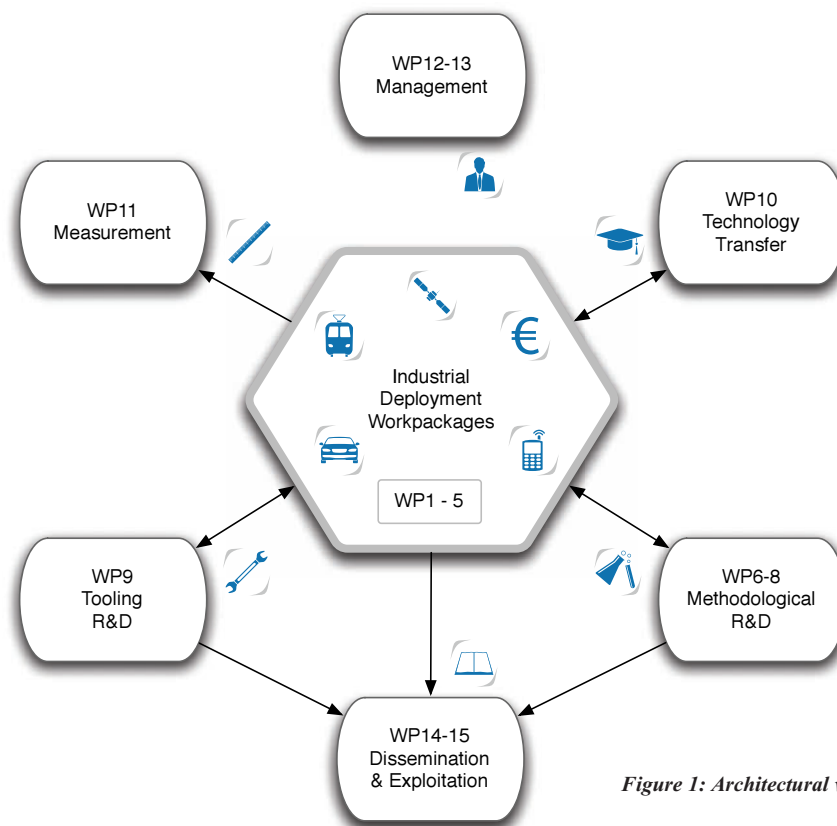 WP12-13
Management
WP11
Measurement
WP10
Technology
Transfer
€
Industrial
Deployment
Workpackages
WP1 - 5
WP9
Tooling
R&D
WP6-8
Methodological
R&D
WP14-15
Dissemination
& Exploitation
Figure 1: Architectural